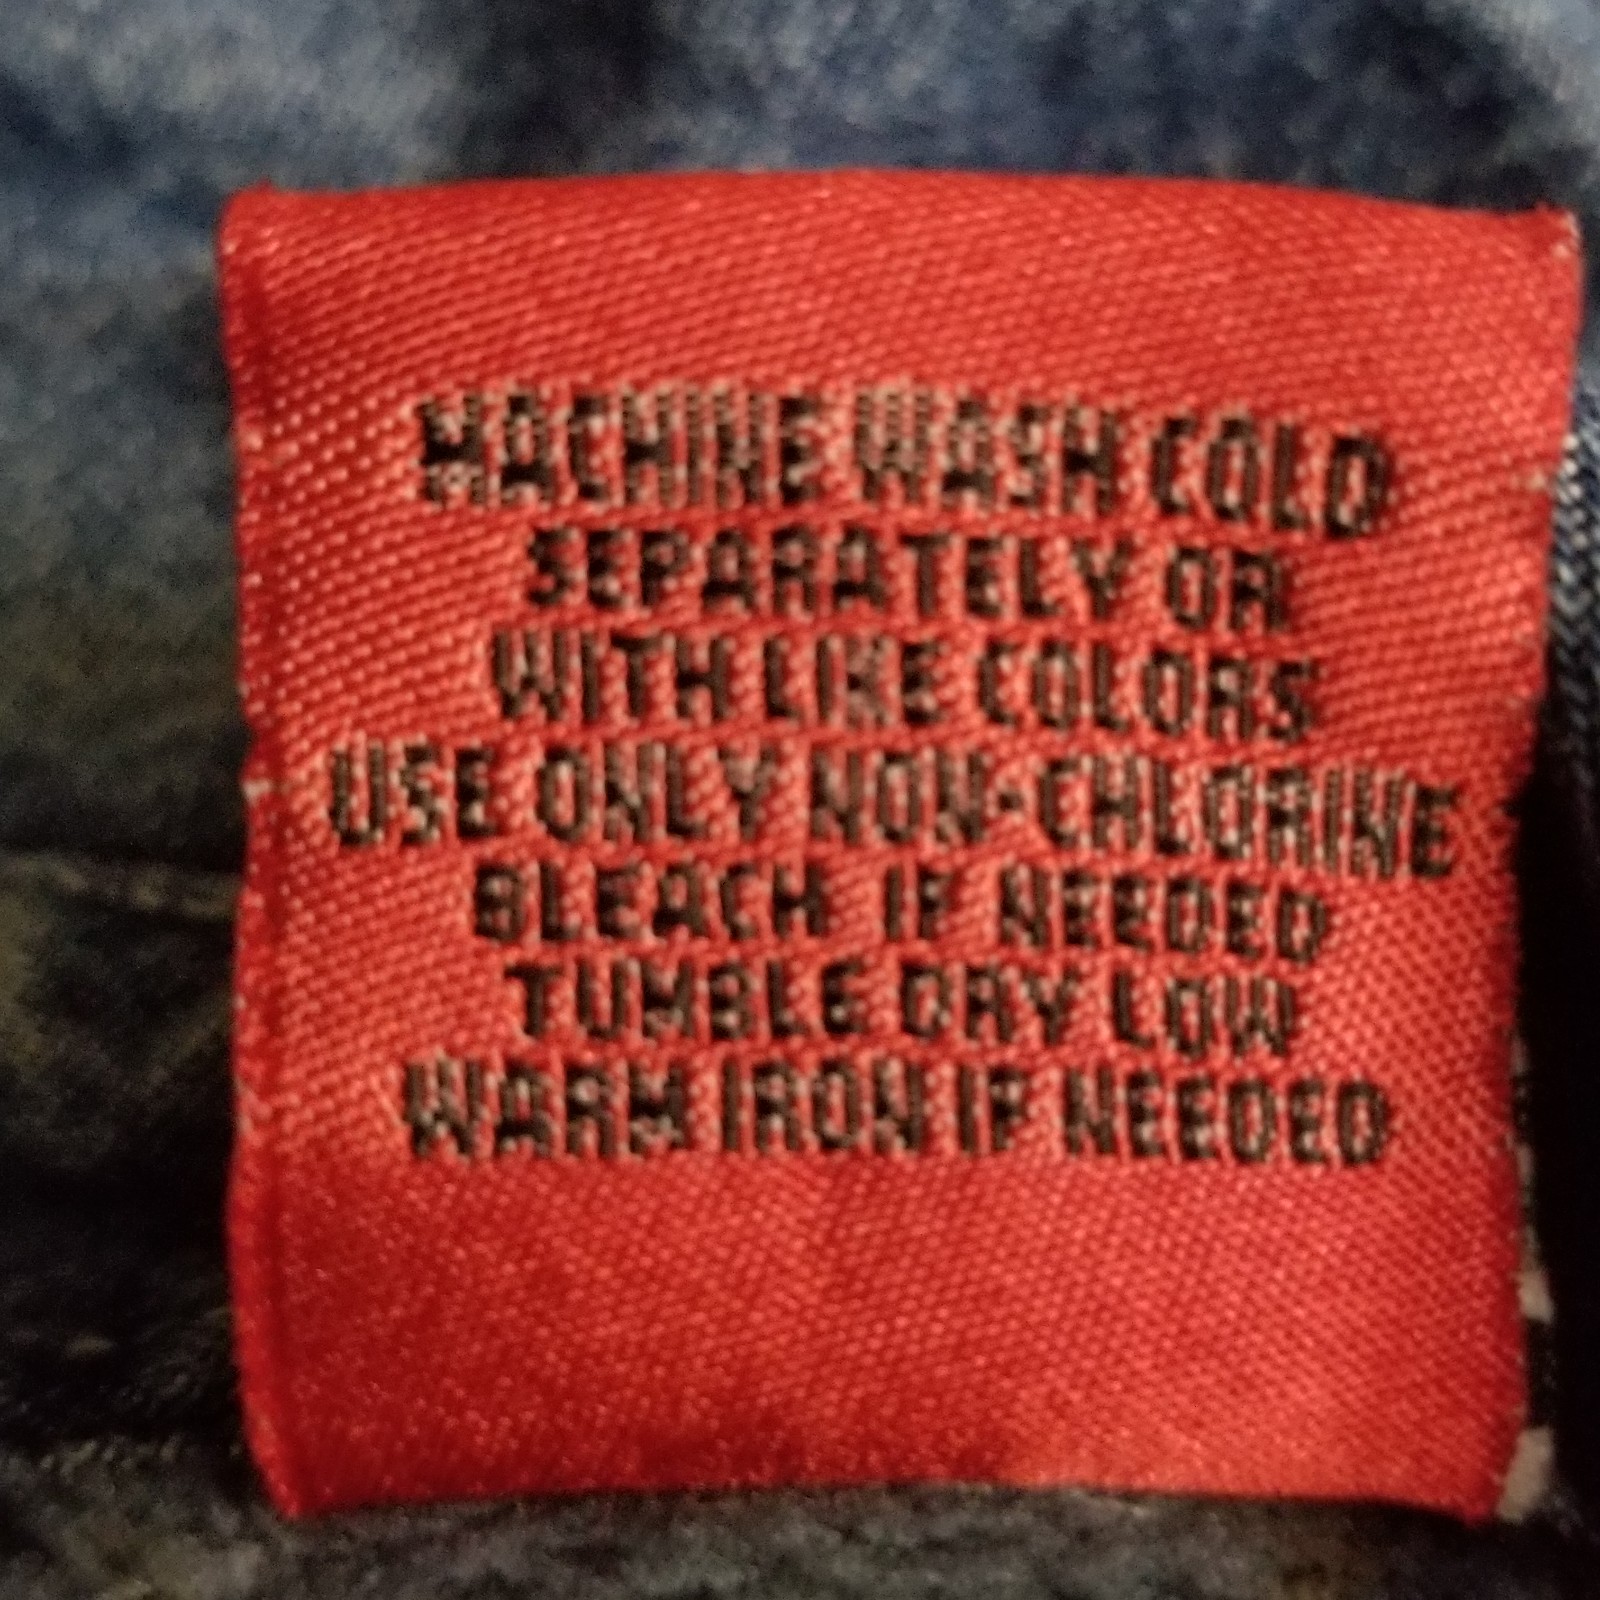 MACHINE WASH COLD
SEPARATELY OR
WITH LIKE COLORS
USE ONLY NON-CHLORINE
BLEACH IF NEEDED
TUMBLE DRY LOW
WARM IRON IF NEEDED